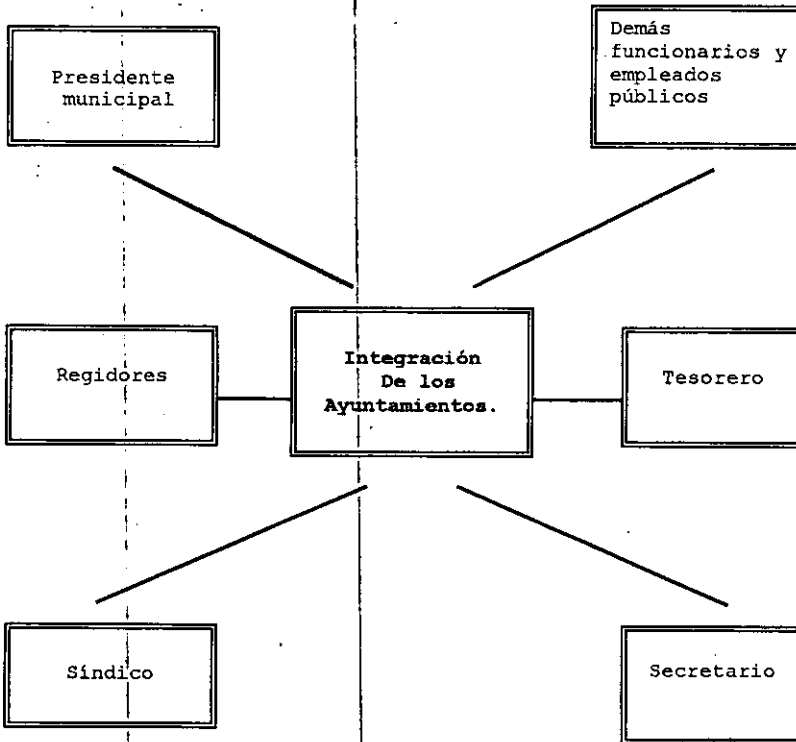 Presidente
municipal
Demás
funcionarios y
empleados
públicos
Regidores
Integración
De los
Ayuntamientos.
Tesorero
Síndico
Secretario